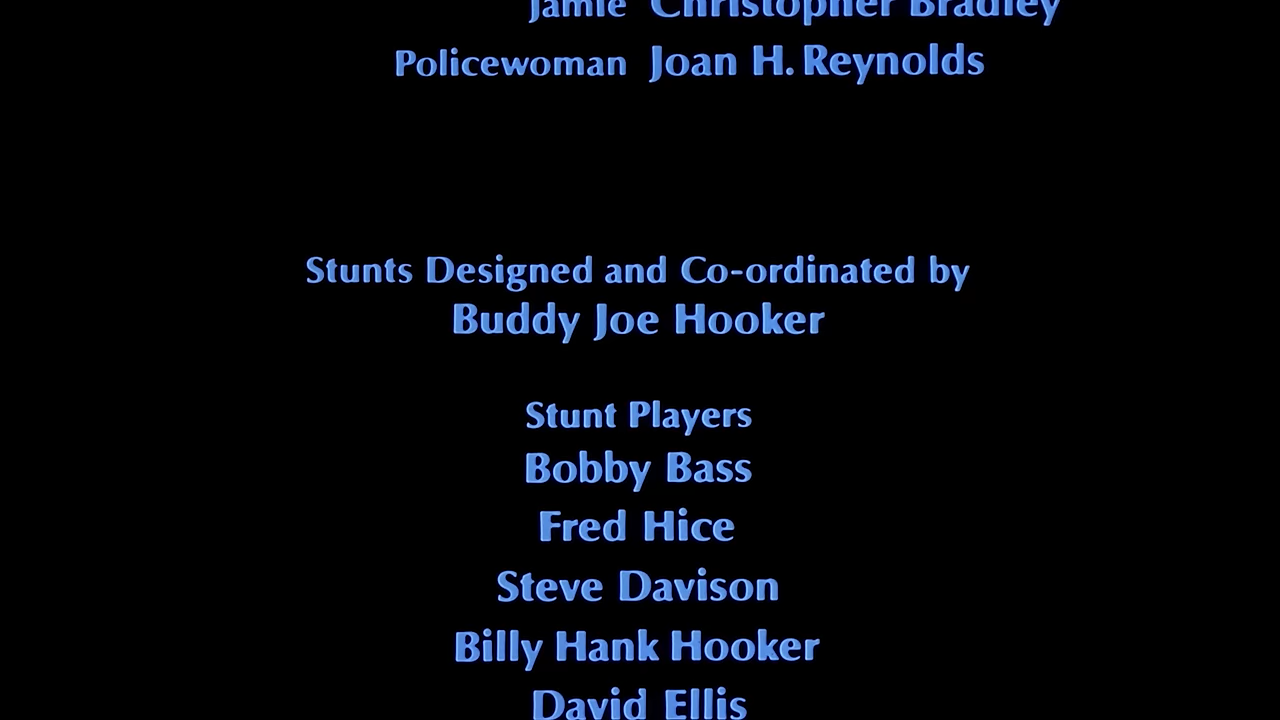 Jamie Christopher Bradley
Policewoman Joan H. Reynolds
Stunts Designed and Co-ordinated by
Buddy Joe Hooker
Stunt Players
Bobby Bass
Fred Hice
Steve Davison
Billy Hank Hooker
David Ellis